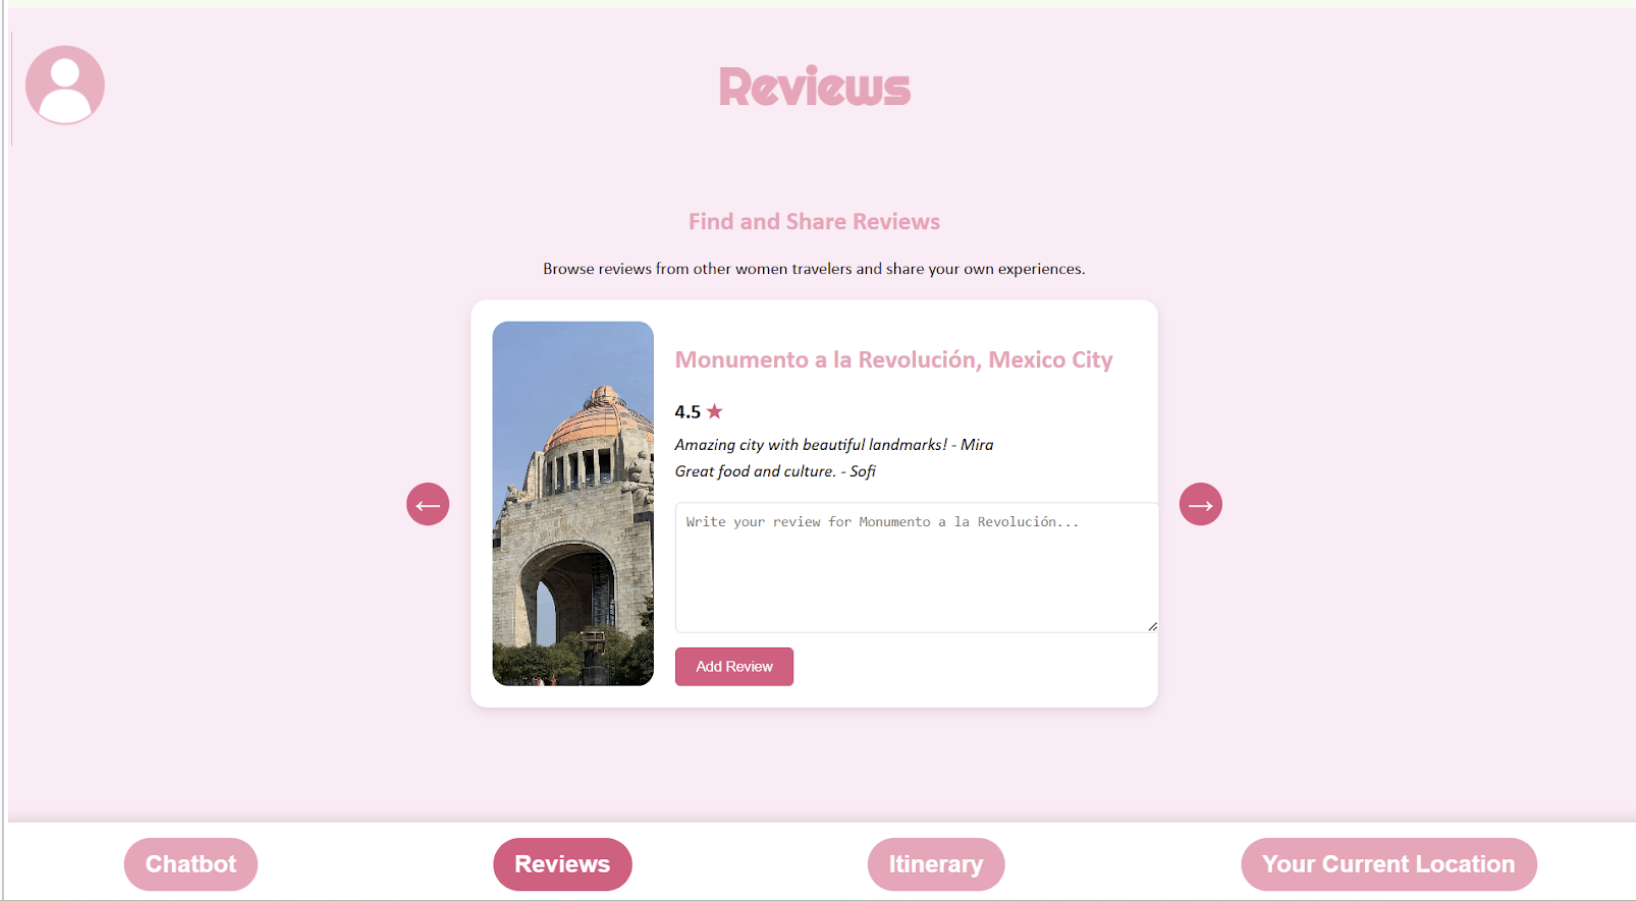 Reviews
Find and Share Reviews
Browse reviews from other women travelers and share your own experiences.
Monumento a la Revolución, Mexico City
4.5 ★
Amazing city with beautiful landmarks! - Mira
Great food and culture. - Sofi
←
→
Write your review for Monumento a la Revolución...
Add Review
Chatbot
Reviews
Itinerary
Your Current Location